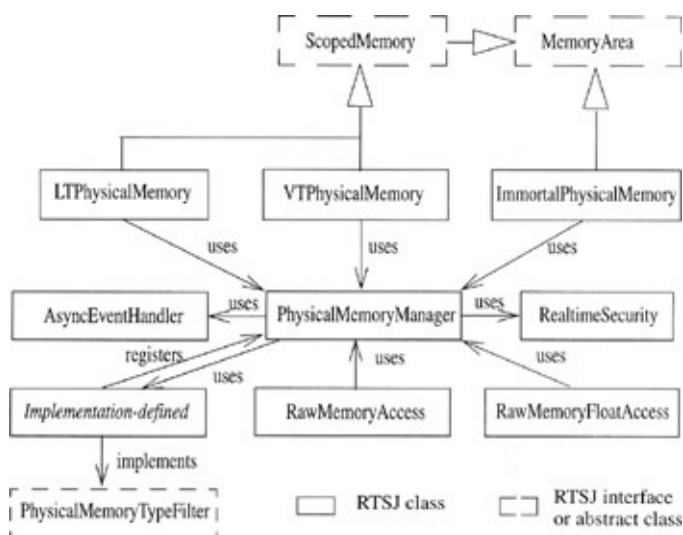 ScopedMemory
MemoryArea
LTPhysicalMemory
VTPhysicalMemory
ImmortalPhysicalMemory
uses
uses
uses
AsyncEventHandler
uses
PhysicalMemoryManager
uses
RealtimeSecurity
registers
uses
uses
uses
Implementation-defined
RawMemoryAccess
RawMemoryFloatAccess
implements
PhysicalMemoryTypeFilter
RTSJ class
RTSJ interface
or abstract class